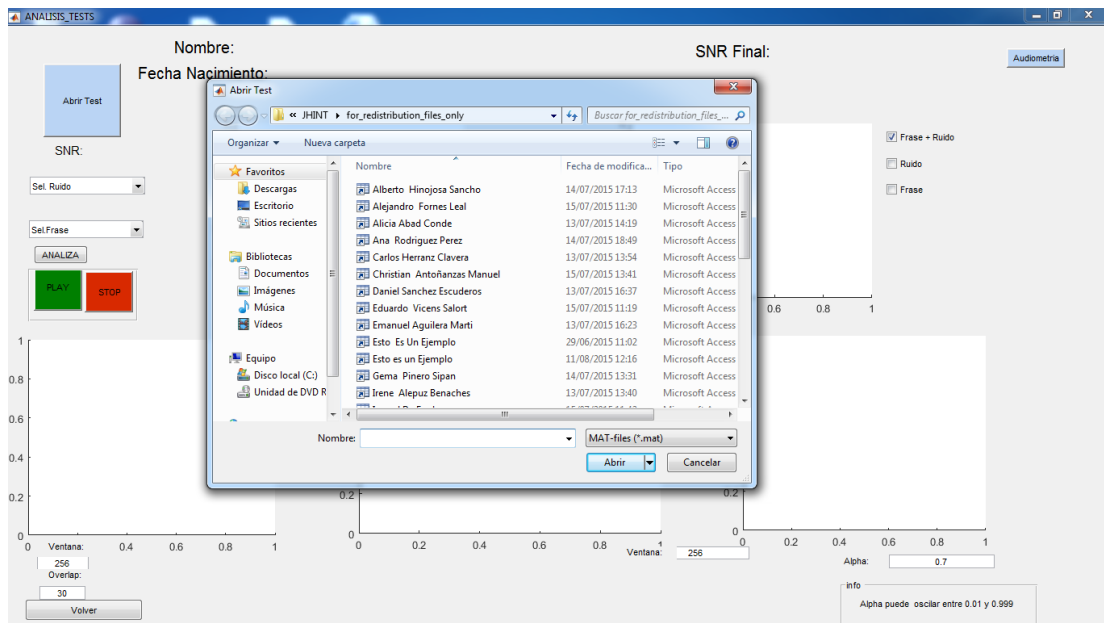 ANALISIS_TESTS
Nombre:
SNR Final:
Audiometria
Fecha Nacimiento:
Abrir Test
SNR:
Sel. Ruido
Sel.Frase
ANALIZA
PLAY
STOP
Frase + Ruido
Ruido
Frase
Abrir Test
« JHINT ▸ for_redistribution_files_only
Buscar for_redistribution_files_...
Organizar
Nueva carpeta
Favoritos
Descargas
Escritorio
Sitios recientes
Bibliotecas
Documentos
Imágenes
Música
Vídeos
Equipo
Disco local (C:)
Unidad de DVD R
Nombre Fecha de modifica... Tipo
Alberto Hinojosa Sancho 14/07/2015 17:13 Microsoft Access
Alejandro Fornes Leal 15/07/2015 11:30 Microsoft Access
Alicia Abad Conde 13/07/2015 14:19 Microsoft Access
Ana Rodriguez Perez 14/07/2015 18:49 Microsoft Access
Carlos Herranz Clavera 13/07/2015 13:54 Microsoft Access
Christian Antoñanzas Manuel 15/07/2015 13:41 Microsoft Access
Daniel Sanchez Escuderos 13/07/2015 16:37 Microsoft Access
Eduardo Vicens Salort 15/07/2015 11:19 Microsoft Access
Emanuel Aguilera Marti 13/07/2015 16:23 Microsoft Access
Esto Es Un Ejemplo 29/06/2015 11:02 Microsoft Access
Esto es un Ejemplo 11/08/2015 12:16 Microsoft Access
Gema Pinero Sipan 14/07/2015 13:31 Microsoft Access
Irene Alepuz Benaches 13/07/2015 13:40 Microsoft Access
Nombre:
MAT-files (*.mat)
Abrir
Cancelar
0.6 0.8 1
1
0.8
0.6
0.4
0.2
0
0 0.4 0.6 0.8 1
Ventana:
256
Overlap:
30
Volver
0.2
0
0 0.2 0.4 0.6 0.8 1
Ventana: 256
0.2
0
0 0.2 0.4 0.6 0.8 1
Alpha: 0.7
info
Alpha puede oscilar entre 0.01 y 0.999